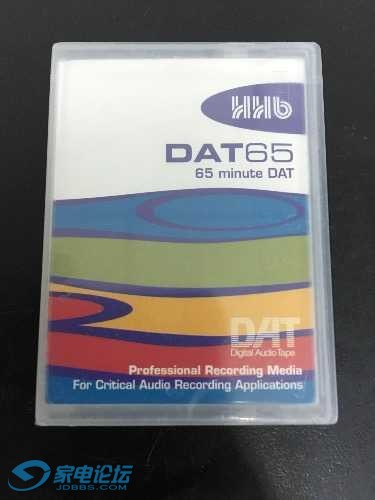 HHb
DAT65
65 minute DAT
DAT
Digital Audio Tape
Professional Recording Media
For Critical Audio Recording Applications
家电论坛
JDBBS.COM